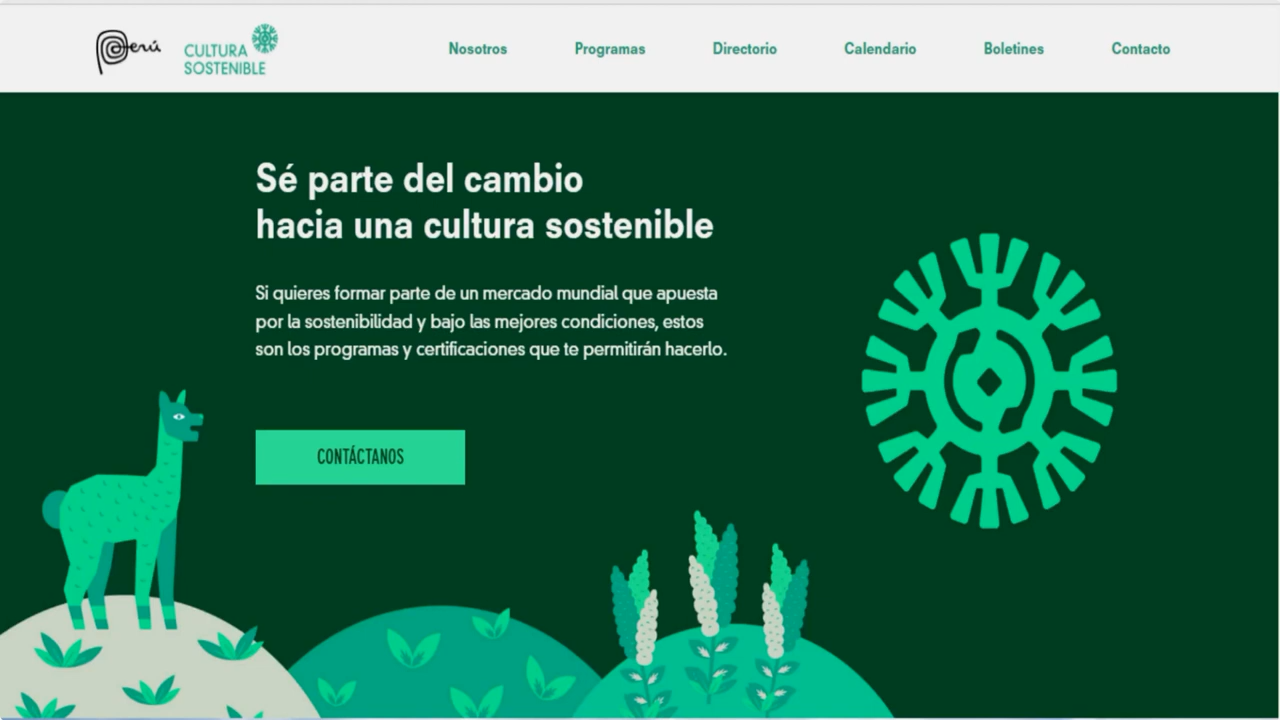 Perú
CULTURA
SOSTENIBLE
Nosotros Programas Directorio Calendario Boletines Contacto
Sé parte del cambio
hacia una cultura sostenible
Si quieres formar parte de un mercado mundial que apuesta
por la sostenibilidad y bajo las mejores condiciones, estos
son los programas y certificaciones que te permitirán hacerlo.
CONTÁCTANOS